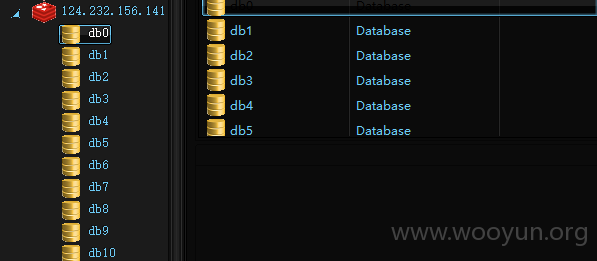 124.232.156.141
db0
db1
db2
db3
db4
db5
db6
db7
db8
db9
db10
db0 Database
db1 Database
db2 Database
db3 Database
db4 Database
db5 Database
www.wooyun.org